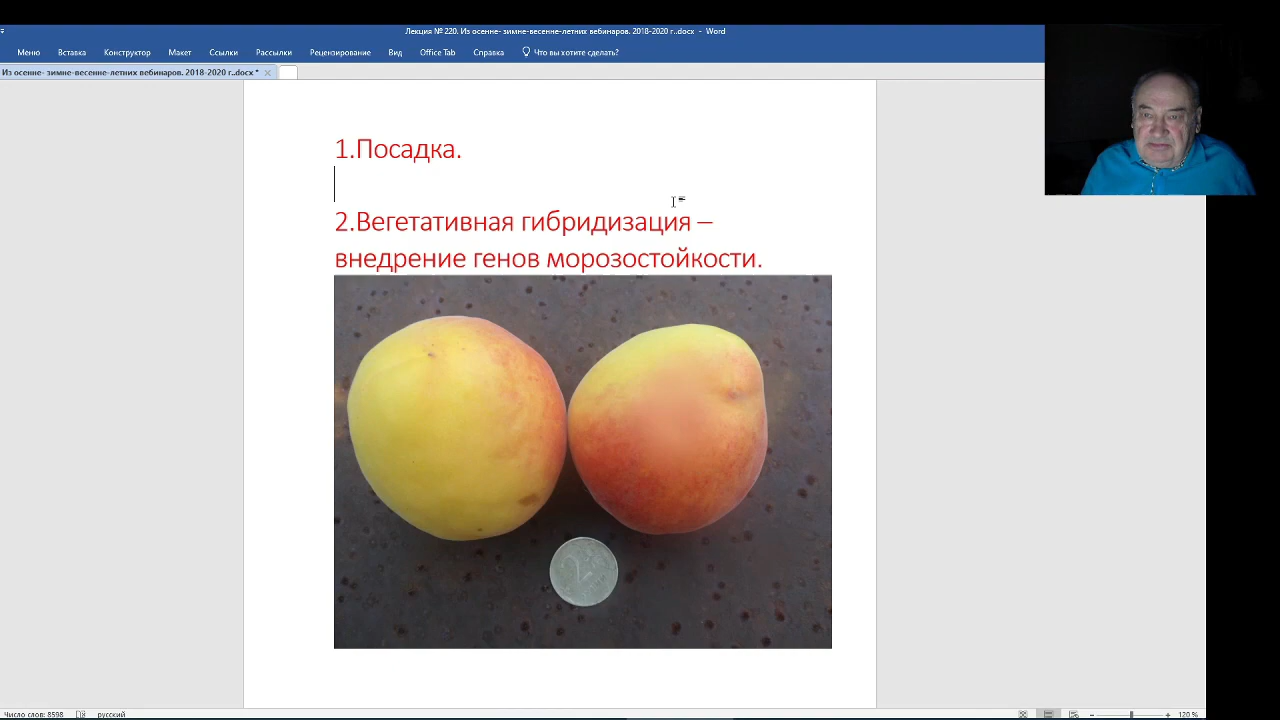 Лекция № 220. Из осенне- зимне-весенне-летних вебинаров. 2018-2020 г..docx - Word
Меню Вставка Конструктор Макет Ссылки Рассылки Рецензирование Вид Office Tab Справка Что вы хотите сделать?
Из осенне- зимне-весенне-летних вебинаров. 2018-2020 г..docx *
1.Посадка.
2.Вегетативная гибридизация –
внедрение генов морозостойкости.
2
Число слов: 8598 русский 120 %